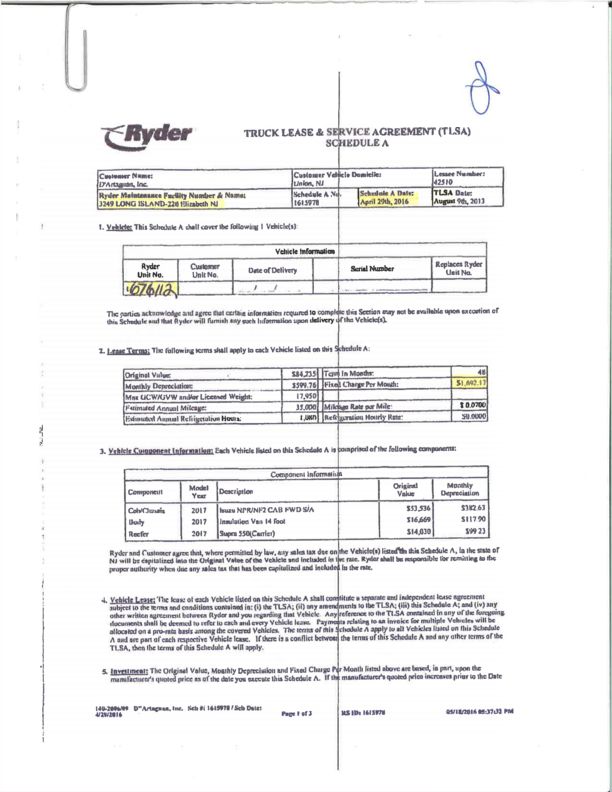 Ryder
TRUCK LEASE & SERVICE AGREEMENT (TLSA)
SCHEDULE A
Customer Name:
D'Artagnan, Inc.
Customer Vehicle Domicile:
Union, NJ
Lessee Number:
42510
Ryder Maintenance Facility Number & Name:
3249 LONG ISLAND-226 Elizabeth NJ
Schedule A No.
1615978
Schedule A Date:
April 29th, 2016
TLSA Date:
August 9th, 2013
1. Vehicle: This Schedule A shall cover the following 1 Vehicle(s):
Vehicle Information
Ryder Unit No. Customer Unit No. Date of Delivery Serial Number Replaces Ryder Unit No.
676112 / /
The parties acknowledge and agree that certain information required to complete this Section may not be available upon execution of
this Schedule and that Ryder will furnish any such information upon delivery of the Vehicle(s).
2. Lease Terms: The following terms shall apply to each Vehicle listed on this Schedule A:
Original Value: $84,235 Term In Months: 48
Monthly Depreciation: $599.76 Fixed Charge Per Month: $1,692.17
Max GCW/GVW and/or Licensed Weight: 17,950
Estimated Annual Mileage: 35,000 Mileage Rate per Mile: $ 0.0700
Estimated Annual Refrigeration Hours: 1,080 Refrigeration Hourly Rate: $0.0000
3. Vehicle Component Information: Each Vehicle listed on this Schedule A is comprised of the following components:
Component Information
Component Model Year Description Original Value Monthly Depreciation
Cab/Chassis 2017 Isuzu NPR/NF2 CAB FWD S/A $53,536 $382.63
Body 2017 Insulation Van 14 foot $16,669 $117.90
Reefer 2017 Supra 550(Carrier) $14,030 $99.23
Ryder and Customer agree that, where permitted by law, any sales tax due on the Vehicle(s) listed on this Schedule A, in the state of
NJ will be capitalized into the Original Value of the Vehicle and included in the rate. Ryder shall be responsible for remitting to the
proper authority when due any sales tax that has been capitalized and included in the rate.
4. Vehicle Lease: The lease of each Vehicle listed on this Schedule A shall constitute a separate and independent lease agreement
subject to the terms and conditions contained in: (i) the TLSA; (ii) any amendments to the TLSA; (iii) this Schedule A; and (iv) any
other written agreement between Ryder and you regarding that Vehicle. Any reference to the TLSA contained in any of the foregoing
documents shall be deemed to refer to each and every Vehicle lease. Payments relating to an invoice for multiple Vehicles will be
allocated on a pro-rate basis among the covered Vehicles. The terms of this Schedule A apply to all Vehicles listed on this Schedule
A and are part of each respective Vehicle lease. If there is a conflict between the terms of this Schedule A and any other terms of the
TLSA, then the terms of this Schedule A will apply.
5. Investment: The Original Value, Monthly Depreciation and Fixed Charge Per Month listed above are based, in part, upon the
manufacturer's quoted price as of the date you execute this Schedule A. If the manufacturer's quoted price increases prior to the Date
140-2006/09 D"Artagnan, Inc. Sch #: 1615978 / Sch Date:
4/29/2016
Page 1 of 3
RS ID: 1615978
05/18/2016 05:37:33 PM